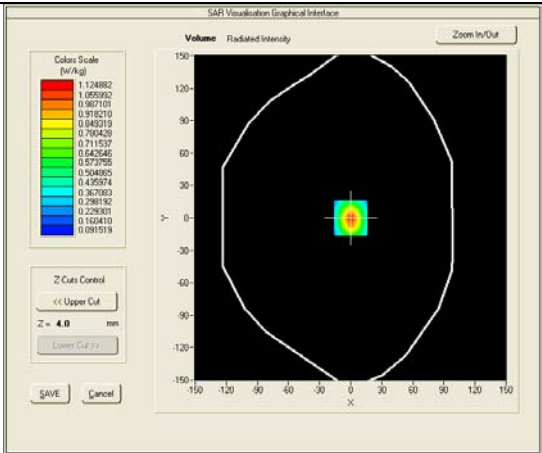 SAR Visualisation Graphical Interface
Volume Radiated Intensity
Zoom In/Out
Colors Scale
(W/kg)
1.124882
1.055992
0.987101
0.918210
0.849319
0.780428
0.711537
0.642646
0.573755
0.504865
0.435974
0.367083
0.298192
0.229301
0.160410
0.091519
Z Cuts Control
<< Upper Cut
Z = 4.0 mm
Lower Cut >>
SAVE Cancel
150
120
90
60
30
Y 0
-30
-60
-90
-120
-150
-150 -120 -90 -60 -30 0 30 60 90 120 150
X